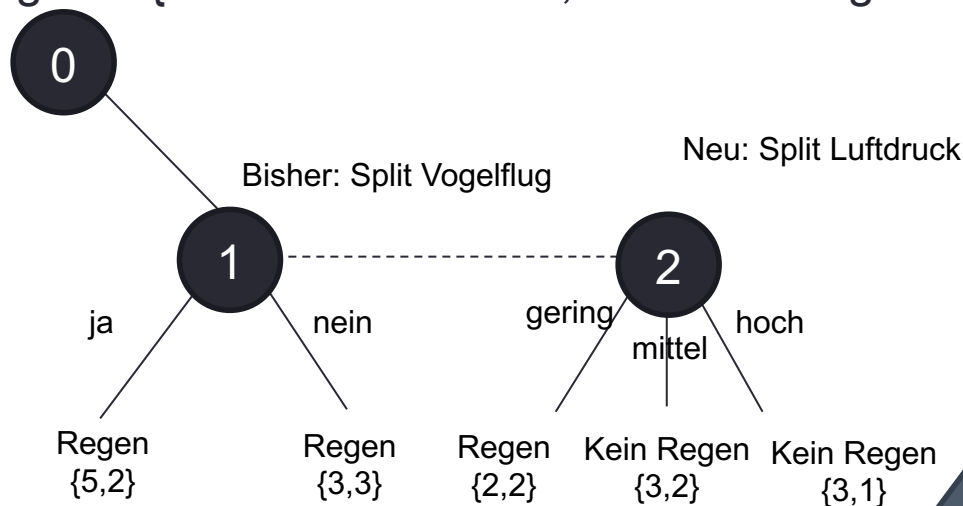 0
Neu: Split Luftdruck
Bisher: Split Vogelflug
1
2
ja
nein
gering
mittel
hoch
Regen
{5,2}
Regen
{3,3}
Regen
{2,2}
Kein Regen
{3,2}
Kein Regen
{3,1}